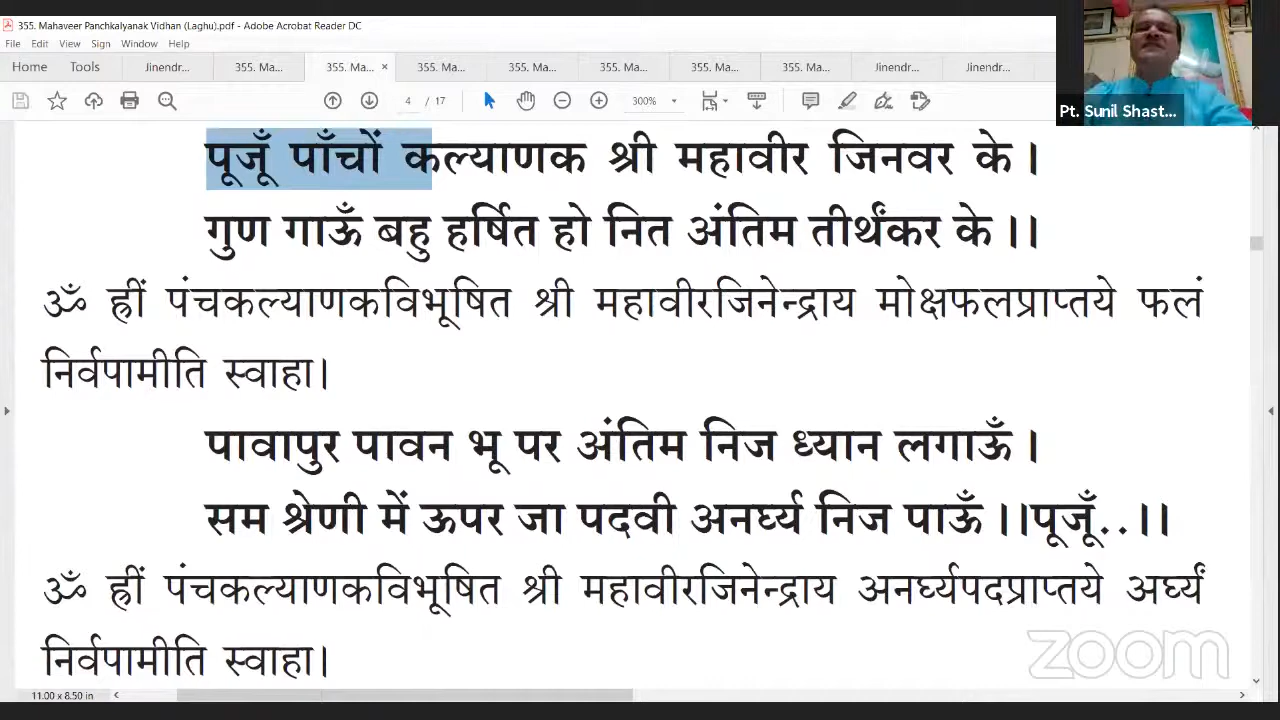 355. Mahaveer Panchkalyanak Vidhan (Laghu).pdf - Adobe Acrobat Reader DC
File Edit View Sign Window Help
Home Tools Jinendr... 355. Ma... 355. Ma... × 355. Ma... 355. Ma... 355. Ma... 355. Ma... 355. Ma... Jinendr... Jinendr...
4 / 17 300%
Pt. Sunil Shast...
पूजूँ पाँचों कल्याणक श्री महावीर जिनवर के।
गुण गाऊँ बहु हर्षित हो नित अंतिम तीर्थंकर के।।
ॐ ह्रीं पंचकल्याणकविभूषित श्री महावीरजिनेन्द्राय मोक्षफलप्राप्तये फलं
निर्वपामीति स्वाहा।
पावापुर पावन भू पर अंतिम निज ध्यान लगाऊँ।
सम श्रेणी में ऊपर जा पदवी अनर्घ्य निज पाऊँ।।पूजूँ..।।
ॐ ह्रीं पंचकल्याणकविभूषित श्री महावीरजिनेन्द्राय अनर्घ्यपदप्राप्तये अर्घ्यं
निर्वपामीति स्वाहा।
zoom
11.00 x 8.50 in